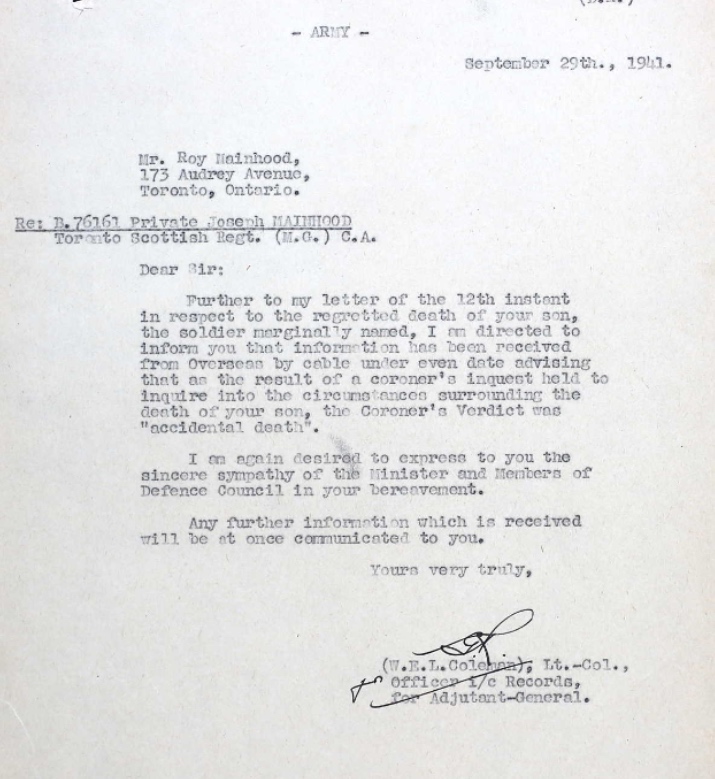 - ARMY -
September 29th., 1941.
Mr. Roy Mainhood,
173 Audrey Avenue,
Toronto, Ontario.
Re: B.76161 Private Joseph MAINHOOD
Toronto Scottish Regt. (M.G.) C.A.
Dear Sir:
Further to my letter of the 12th instant
in respect to the regretted death of your son,
the soldier marginally named, I am directed to
inform you that information has been received
from Overseas by cable under even date advising
that as the result of a coroner's inquest held to
inquire into the circumstances surrounding the
death of your son, the Coroner's Verdict was
"accidental death".
I am again desired to express to you the
sincere sympathy of the Minister and Members of
Defence Council in your bereavement.
Any further information which is received
will be at once communicated to you.
Yours very truly,
(W.E.L.Coleman), Lt.-Col.,
Officer i/c Records,
for Adjutant-General.